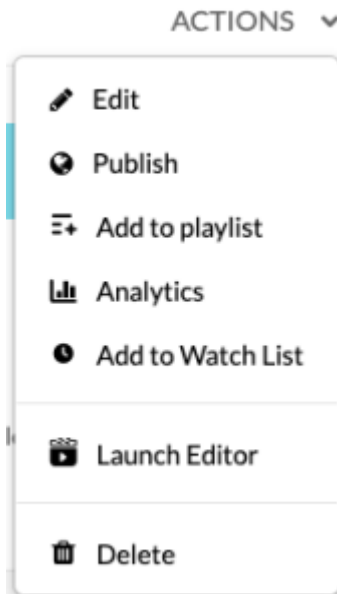 ACTIONS
Edit
Publish
Add to playlist
Analytics
Add to Watch List
Launch Editor
Delete